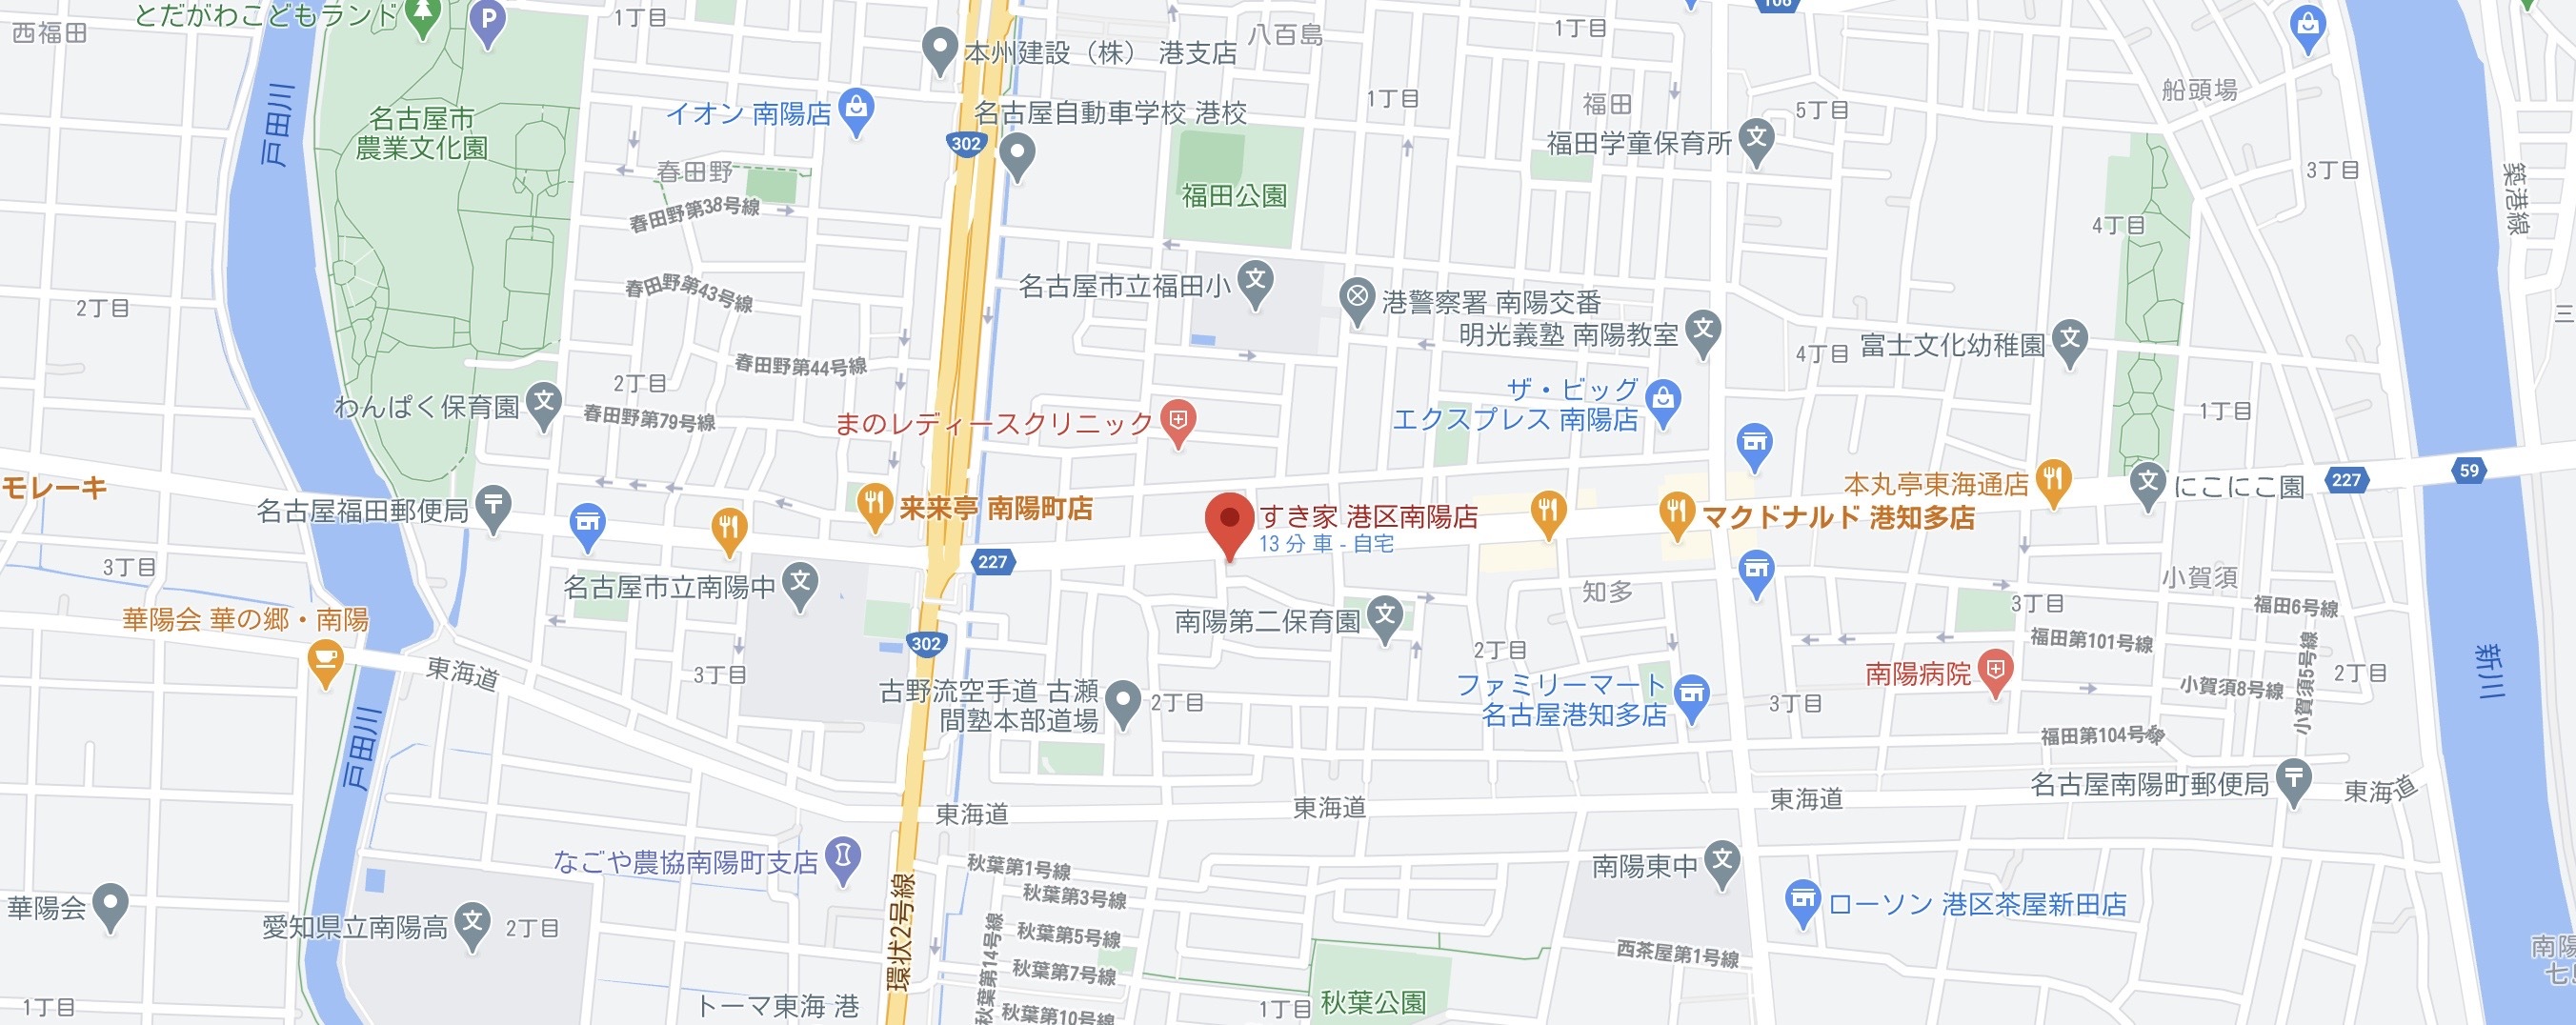 とだがわこどもランド
P
1丁目
西福田
本州建設（株） 港支店
八百島
1丁目
戸田川
名古屋市
農業文化園
イオン 南陽店
名古屋自動車学校 港校
302
1丁目
福田
5丁目
船頭場
福田学童保育所
春田野
3丁目
築港線
福田公園
春田野第38号線
4丁目
名古屋市立福田小
春田野第43号線
2丁目
港警察署 南陽交番
明光義塾 南陽教室
春田野第44号線
4丁目
富士文化幼稚園
2丁目
わんぱく保育園
春田野第79号線
まのレディースクリニック
ザ・ビッグ
エクスプレス 南陽店
1丁目
モレーキ
名古屋福田郵便局
来来亭 南陽町店
すき家 港区南陽店
13 分 車 - 自宅
マクドナルド 港知多店
本丸亭東海通店
にこにこ園
227
59
227
3丁目
名古屋市立南陽中
知多
小賀須
3丁目
福田6号線
華陽会 華の郷・南陽
南陽第二保育園
302
福田第101号線
2丁目
東海道
3丁目
南陽病院
小賀須8号線
小賀須5号線
2丁目
古野流空手道 古瀬
間塾本部道場
2丁目
ファミリーマート
名古屋港知多店
3丁目
新川
戸田川
福田第104号線
名古屋南陽町郵便局
東海道
東海道
東海道
東海道
なごや農協南陽町支店
秋葉第1号線
南陽東中
秋葉第3号線
華陽会
愛知県立南陽高
2丁目
環状2号線
秋葉第14号線
秋葉第5号線
ローソン 港区茶屋新田店
西茶屋第1号線
秋葉第7号線
1丁目
トーマ東海 港
秋葉第10号線
1丁目
秋葉公園